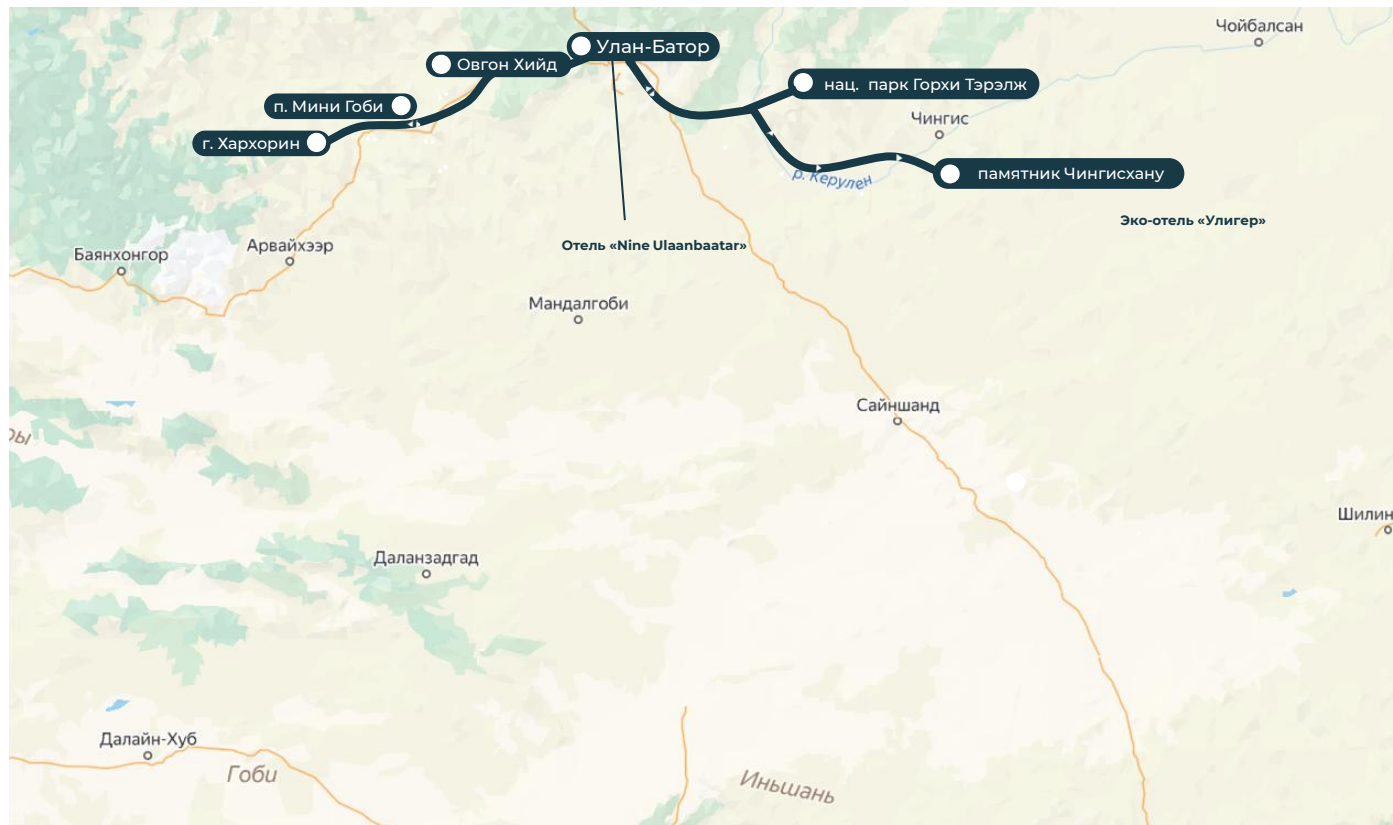 Чойбалсан
Улан-Батор
Овгон Хийд
нац. парк Горхи Тэрэлж
п. Мини Гоби
Чингис
г. Хархорин
памятник Чингисхану
р. Керулен
Эко-отель «Улигер»
Отель «Nine Ulaanbaatar»
Арвайхээр
Баянхонгор
Мандалгоби
Сайншанд
ры
Шилин
Даланзадгад
Далайн-Хуб
Гоби
Иньшань